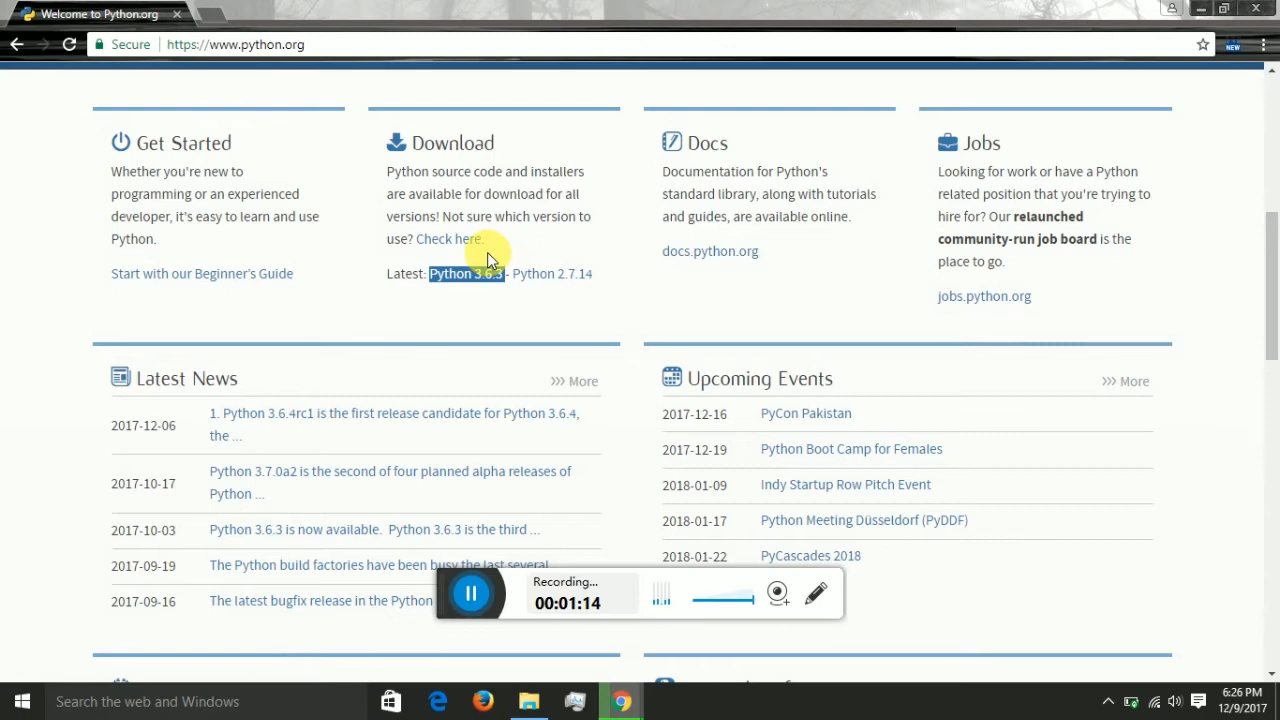 Welcome to Python.org
Secure
https://www.python.org
NEW
Get Started
Whether you're new to
programming or an experienced
developer, it's easy to learn and use
Python.
Start with our Beginner's Guide
Download
Python source code and installers
are available for download for all
versions! Not sure which version to
use? Check here.
Latest: Python 3.6.3 - Python 2.7.14
Docs
Documentation for Python's
standard library, along with tutorials
and guides, are available online.
docs.python.org
Jobs
Looking for work or have a Python
related position that you're trying to
hire for? Our relaunched
community-run job board is the
place to go.
jobs.python.org
Latest News
>>> More
2017-12-06
1. Python 3.6.4rc1 is the first release candidate for Python 3.6.4,
the ...
2017-10-17
Python 3.7.0a2 is the second of four planned alpha releases of
Python ...
2017-10-03
Python 3.6.3 is now available.  Python 3.6.3 is the third ...
2017-09-19
The Python build factories have been busy the last several
2017-09-16
The latest bugfix release in the Python
Upcoming Events
>>> More
2017-12-16
PyCon Pakistan
2017-12-19
Python Boot Camp for Females
2018-01-09
Indy Startup Row Pitch Event
2018-01-17
Python Meeting Düsseldorf (PyDDF)
2018-01-22
PyCascades 2018
Recording...
00:01:14
Search the web and Windows
6:26 PM
12/9/2017